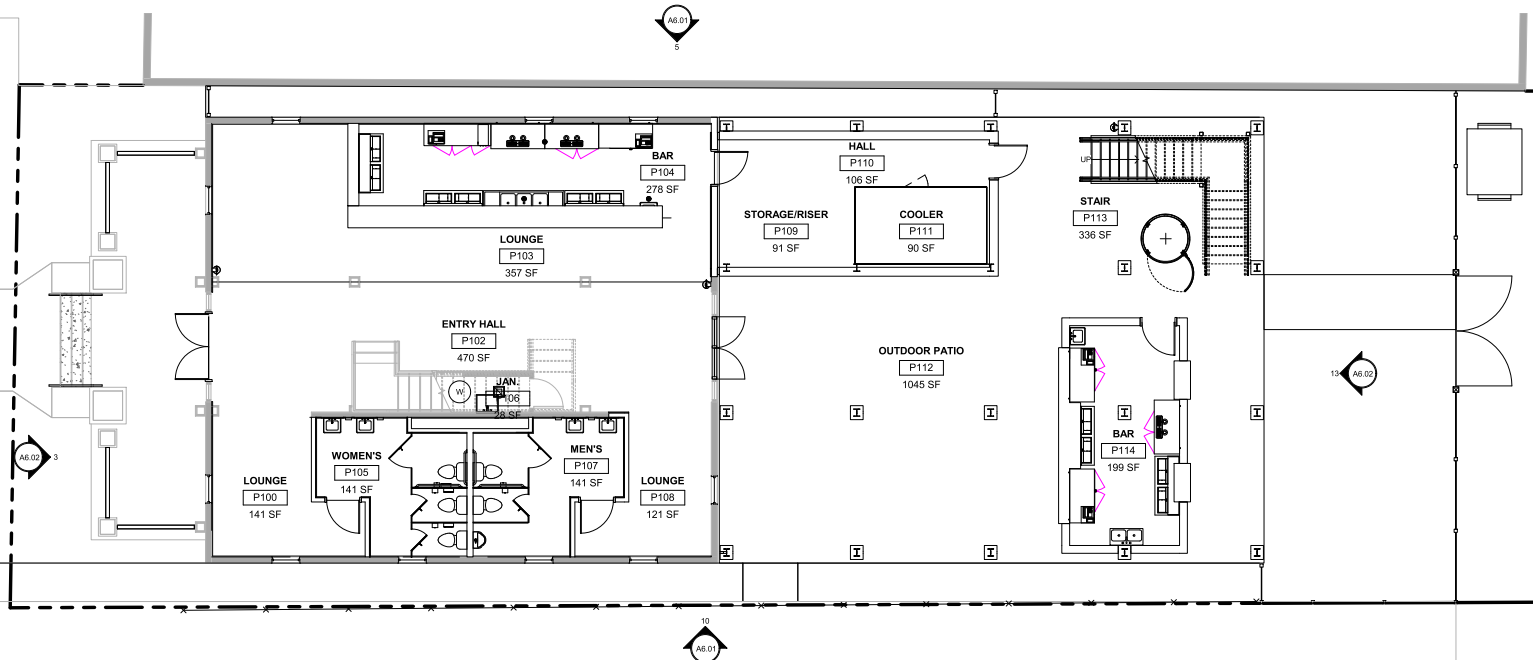 A6.01
5
BAR
P104
278 SF
HALL
P110
106 SF
UP
STORAGE/RISER
P109
91 SF
COOLER
P111
90 SF
STAIR
P113
336 SF
LOUNGE
P103
357 SF
ENTRY HALL
P102
470 SF
OUTDOOR PATIO
P112
1045 SF
13
A6.02
W
JAN.
106
28 SF
BAR
P114
199 SF
A6.02
3
WOMEN'S
P105
141 SF
MEN'S
P107
141 SF
LOUNGE
P100
141 SF
LOUNGE
P108
121 SF
10
A6.01